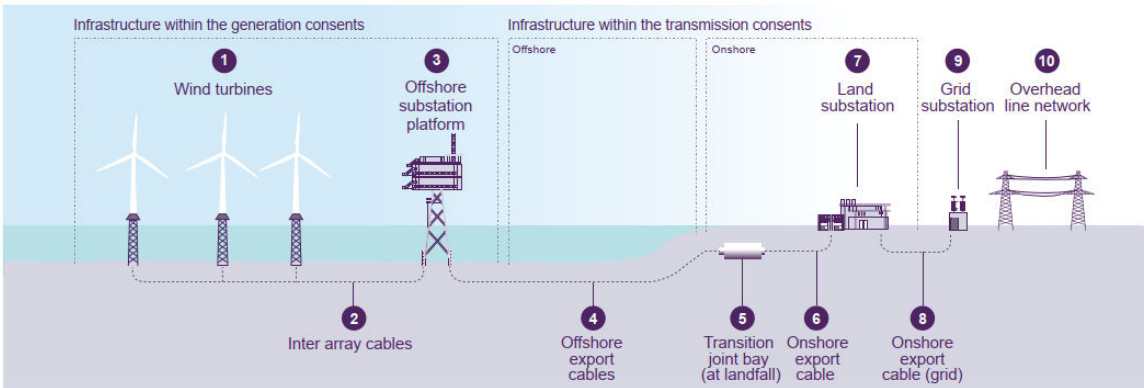 Infrastructure within the generation consents
Infrastructure within the transmission consents
Offshore
Onshore
1
Wind turbines
3
Offshore
substation
platform
7
Land
substation
9
Grid
substation
10
Overhead
line network
2
Inter array cables
4
Offshore
export
cables
5
Transition
joint bay
(at landfall)
6
Onshore
export
cable
8
Onshore
export
cable (grid)